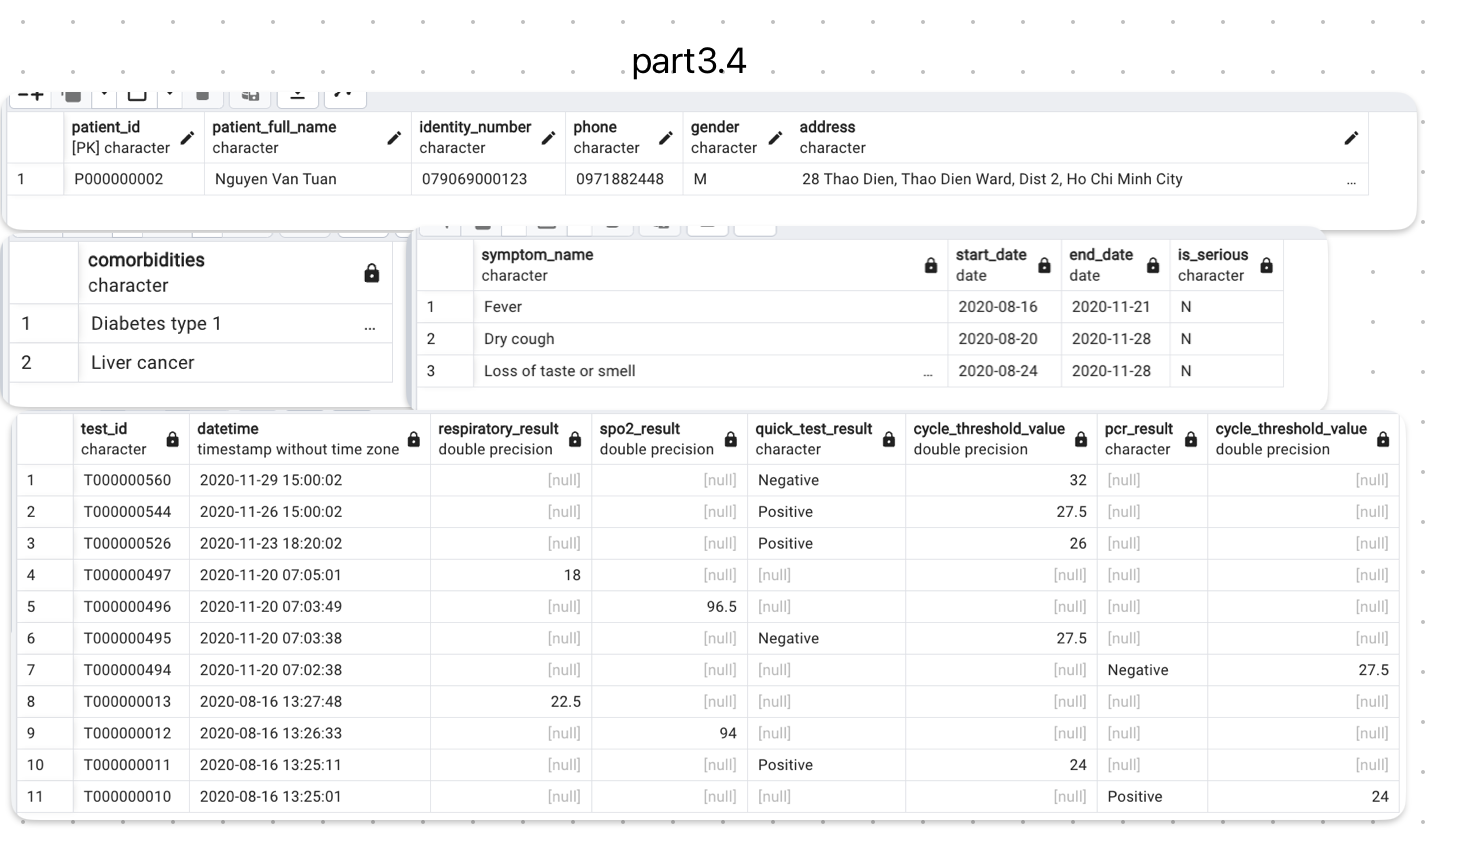 part3.4
patient_id patient_full_name identity_number phone gender address
[PK] character character character character character character
1 P000000002 Nguyen Van Tuan 079069000123 0971882448 M 28 Thao Dien, Thao Dien Ward, Dist 2, Ho Chi Minh City ...
comorbidities
character
1 Diabetes type 1 ...
2 Liver cancer
symptom_name start_date end_date is_serious
character date date character
1 Fever 2020-08-16 2020-11-21 N
2 Dry cough 2020-08-20 2020-11-28 N
3 Loss of taste or smell ... 2020-08-24 2020-11-28 N
test_id datetime respiratory_result spo2_result quick_test_result cycle_threshold_value pcr_result cycle_threshold_value
character timestamp without time zone double precision double precision character double precision character double precision
1 T000000560 2020-11-29 15:00:02 [null] [null] Negative 32 [null] [null]
2 T000000544 2020-11-26 15:00:02 [null] [null] Positive 27.5 [null] [null]
3 T000000526 2020-11-23 18:20:02 [null] [null] Positive 26 [null] [null]
4 T000000497 2020-11-20 07:05:01 18 [null] [null] [null] [null] [null]
5 T000000496 2020-11-20 07:03:49 [null] 96.5 [null] [null] [null] [null]
6 T000000495 2020-11-20 07:03:38 [null] [null] Negative 27.5 [null] [null]
7 T000000494 2020-11-20 07:02:38 [null] [null] [null] [null] Negative 27.5
8 T000000013 2020-08-16 13:27:48 22.5 [null] [null] [null] [null] [null]
9 T000000012 2020-08-16 13:26:33 [null] 94 [null] [null] [null] [null]
10 T000000011 2020-08-16 13:25:11 [null] [null] Positive 24 [null] [null]
11 T000000010 2020-08-16 13:25:01 [null] [null] [null] [null] Positive 24